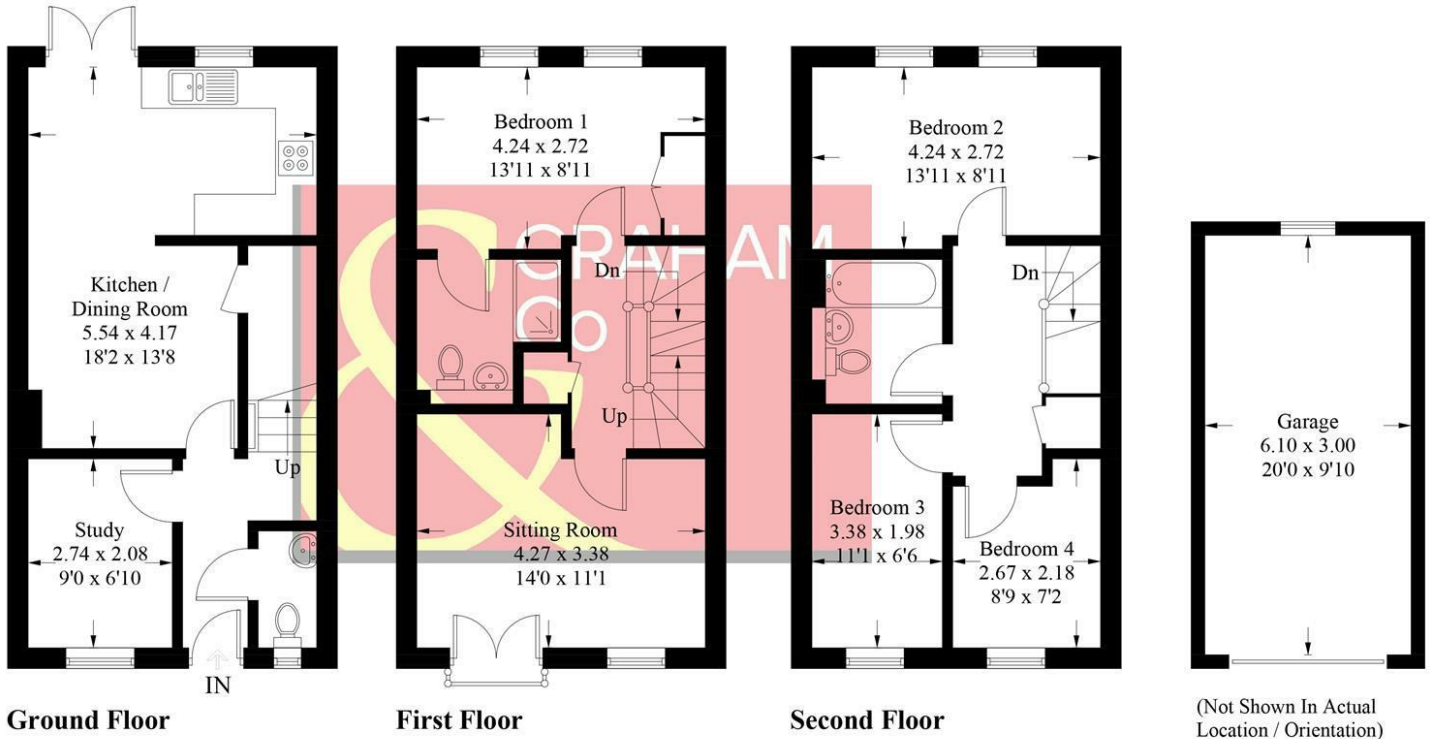 Kitchen /
Dining Room
5.54 x 4.17
18'2 x 13'8
Study
2.74 x 2.08
9'0 x 6'10
Up
IN
Ground Floor
Bedroom 1
4.24 x 2.72
13'11 x 8'11
Dn
Up
Sitting Room
4.27 x 3.38
14'0 x 11'1
First Floor
Bedroom 2
4.24 x 2.72
13'11 x 8'11
Dn
Bedroom 3
3.38 x 1.98
11'1 x 6'6
Bedroom 4
2.67 x 2.18
8'9 x 7'2
Second Floor
Garage
6.10 x 3.00
20'0 x 9'10
(Not Shown In Actual
Location / Orientation)
& GRAHAM
Co